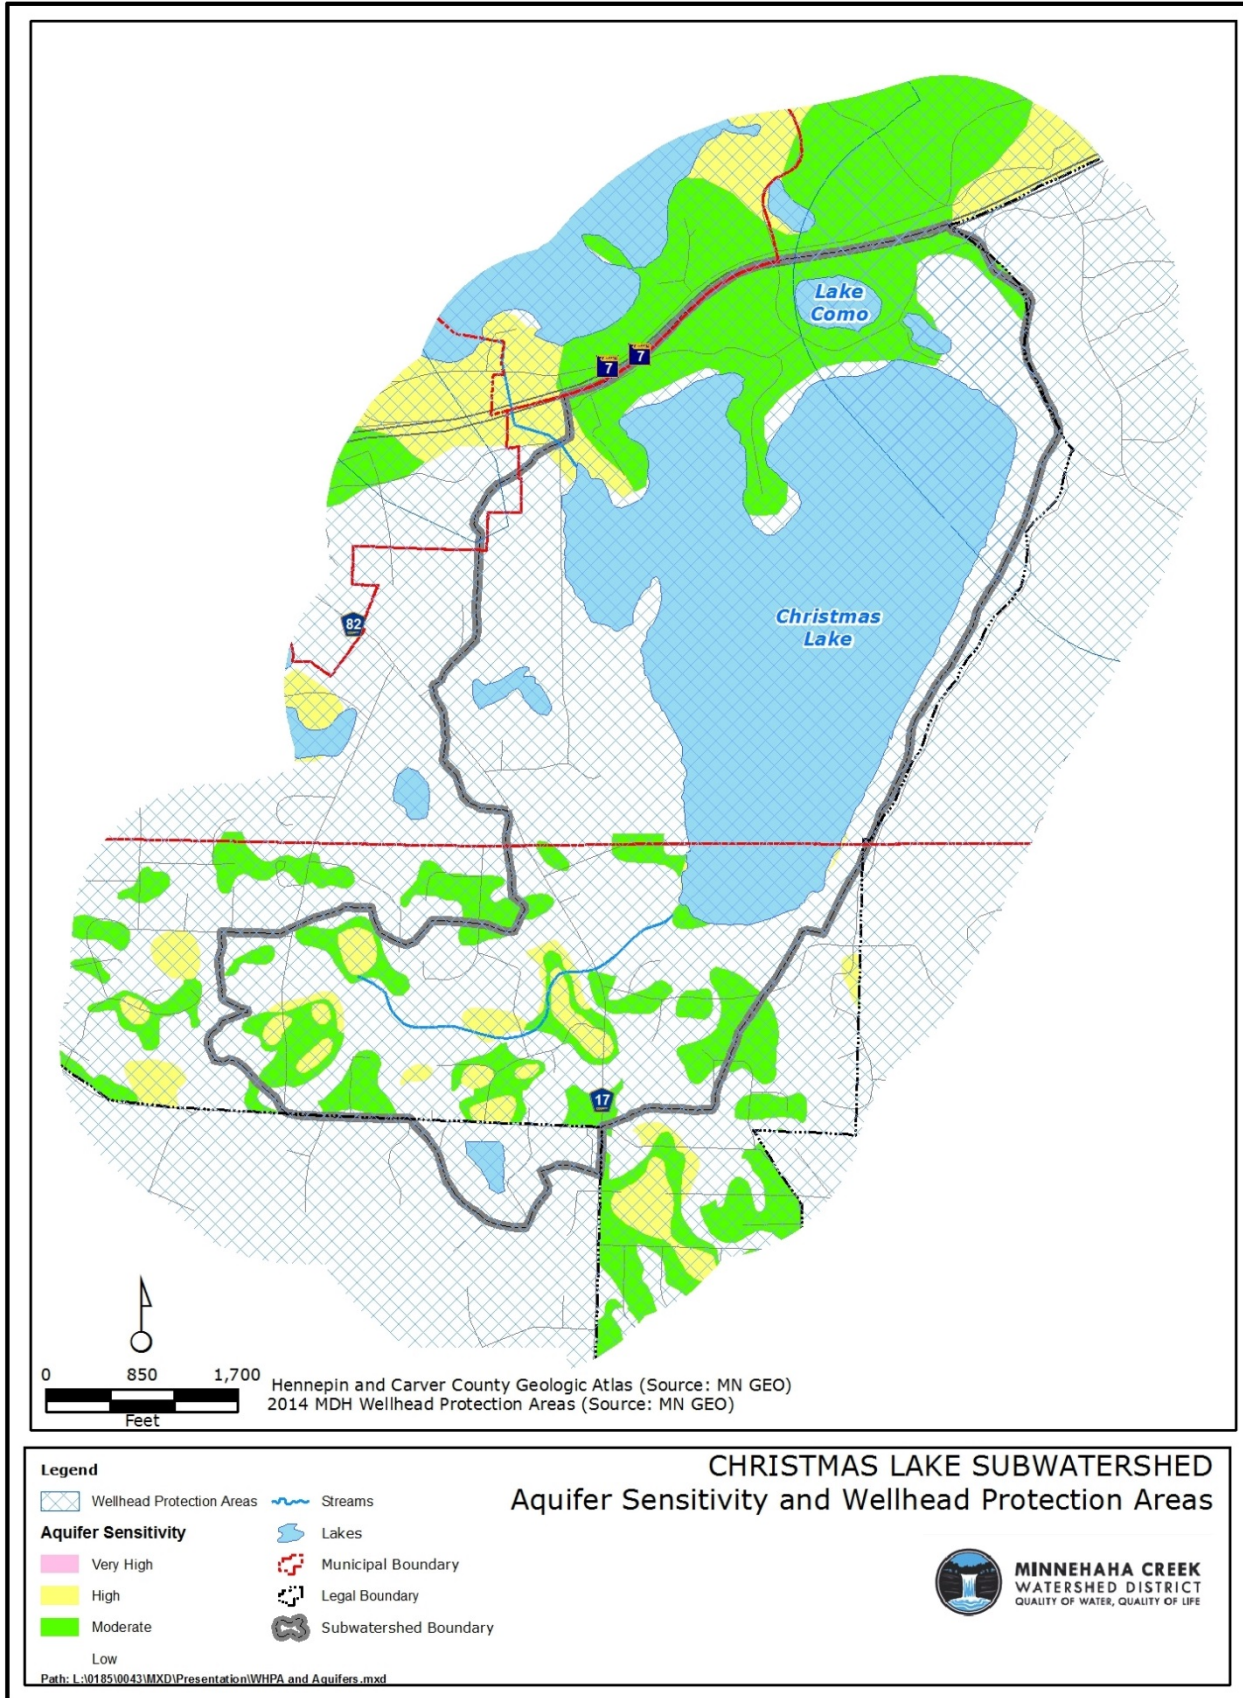 Lake
Como
7
7
Christmas
Lake
82
17
0 850 1,700
Feet
Hennepin and Carver County Geologic Atlas (Source: MN GEO)
2014 MDH Wellhead Protection Areas (Source: MN GEO)
CHRISTMAS LAKE SUBWATERSHED
Aquifer Sensitivity and Wellhead Protection Areas
Legend
Wellhead Protection Areas
Aquifer Sensitivity
Very High
High
Moderate
Low
Streams
Lakes
Municipal Boundary
Legal Boundary
Subwatershed Boundary
MINNEHAHA CREEK
WATERSHED DISTRICT
QUALITY OF WATER, QUALITY OF LIFE
Path: L:\0185\0043\MXD\Presentation\WHPA and Aquifers.mxd